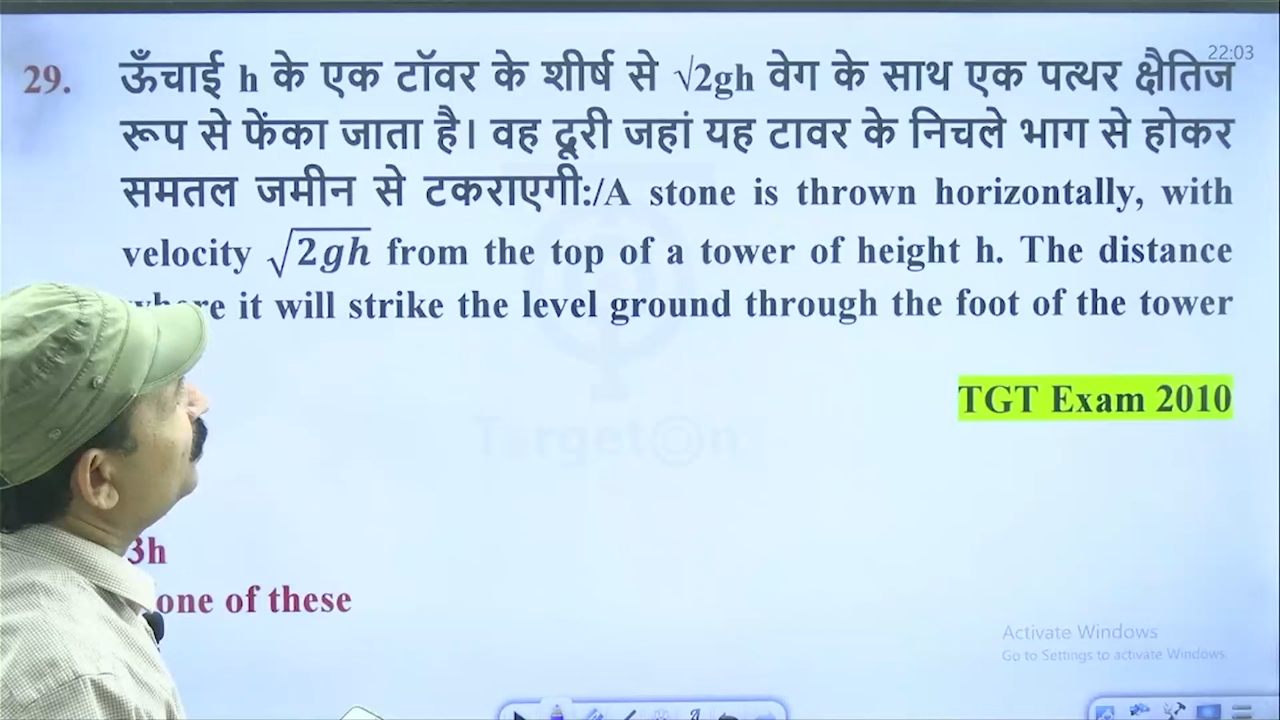 22:03
29. ऊँचाई h के एक टॉवर के शीर्ष से √2gh वेग के साथ एक पत्थर क्षैतिज
रूप से फेंका जाता है। वह दूरी जहां यह टावर के निचले भाग से होकर
समतल जमीन से टकराएगी:/A stone is thrown horizontally, with
velocity √2gh from the top of a tower of height h. The distance
it will strike the level ground through the foot of the tower
TGT Exam 2010
Target@n
3h
one of these
Activate Windows
Go to Settings to activate Windows.